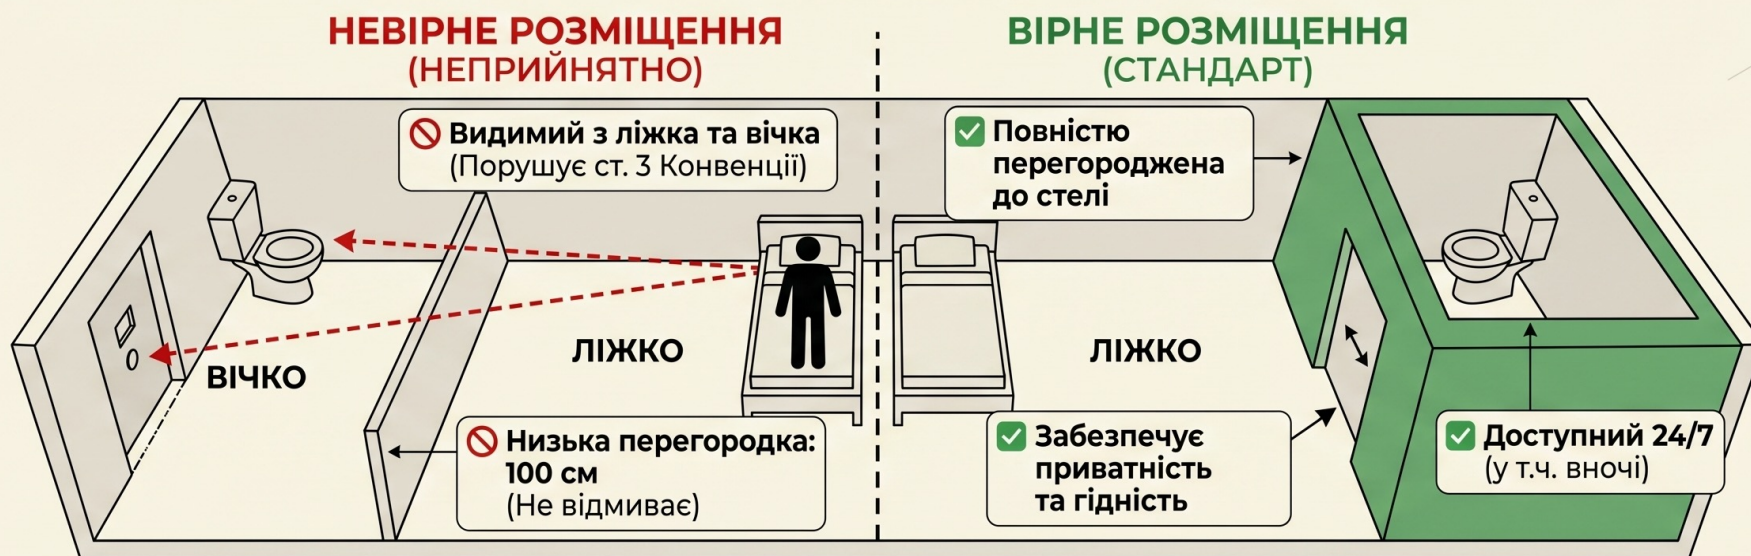 НЕВІРНЕ РОЗМІЩЕННЯ
(НЕПРИЙНЯТНО)
Видимий з ліжка та вічка
(Порушує ст. 3 Конвенції)
ВІЧКО
ЛІЖКО
Низька перегородка:
100 см
(Не відмиває)
ВІРНЕ РОЗМІЩЕННЯ
(СТАНДАРТ)
Повністю
перегороджена
до стелі
ЛІЖКО
Забезпечує
приватність
та гідність
Доступний 24/7
(у т.ч. вночі)